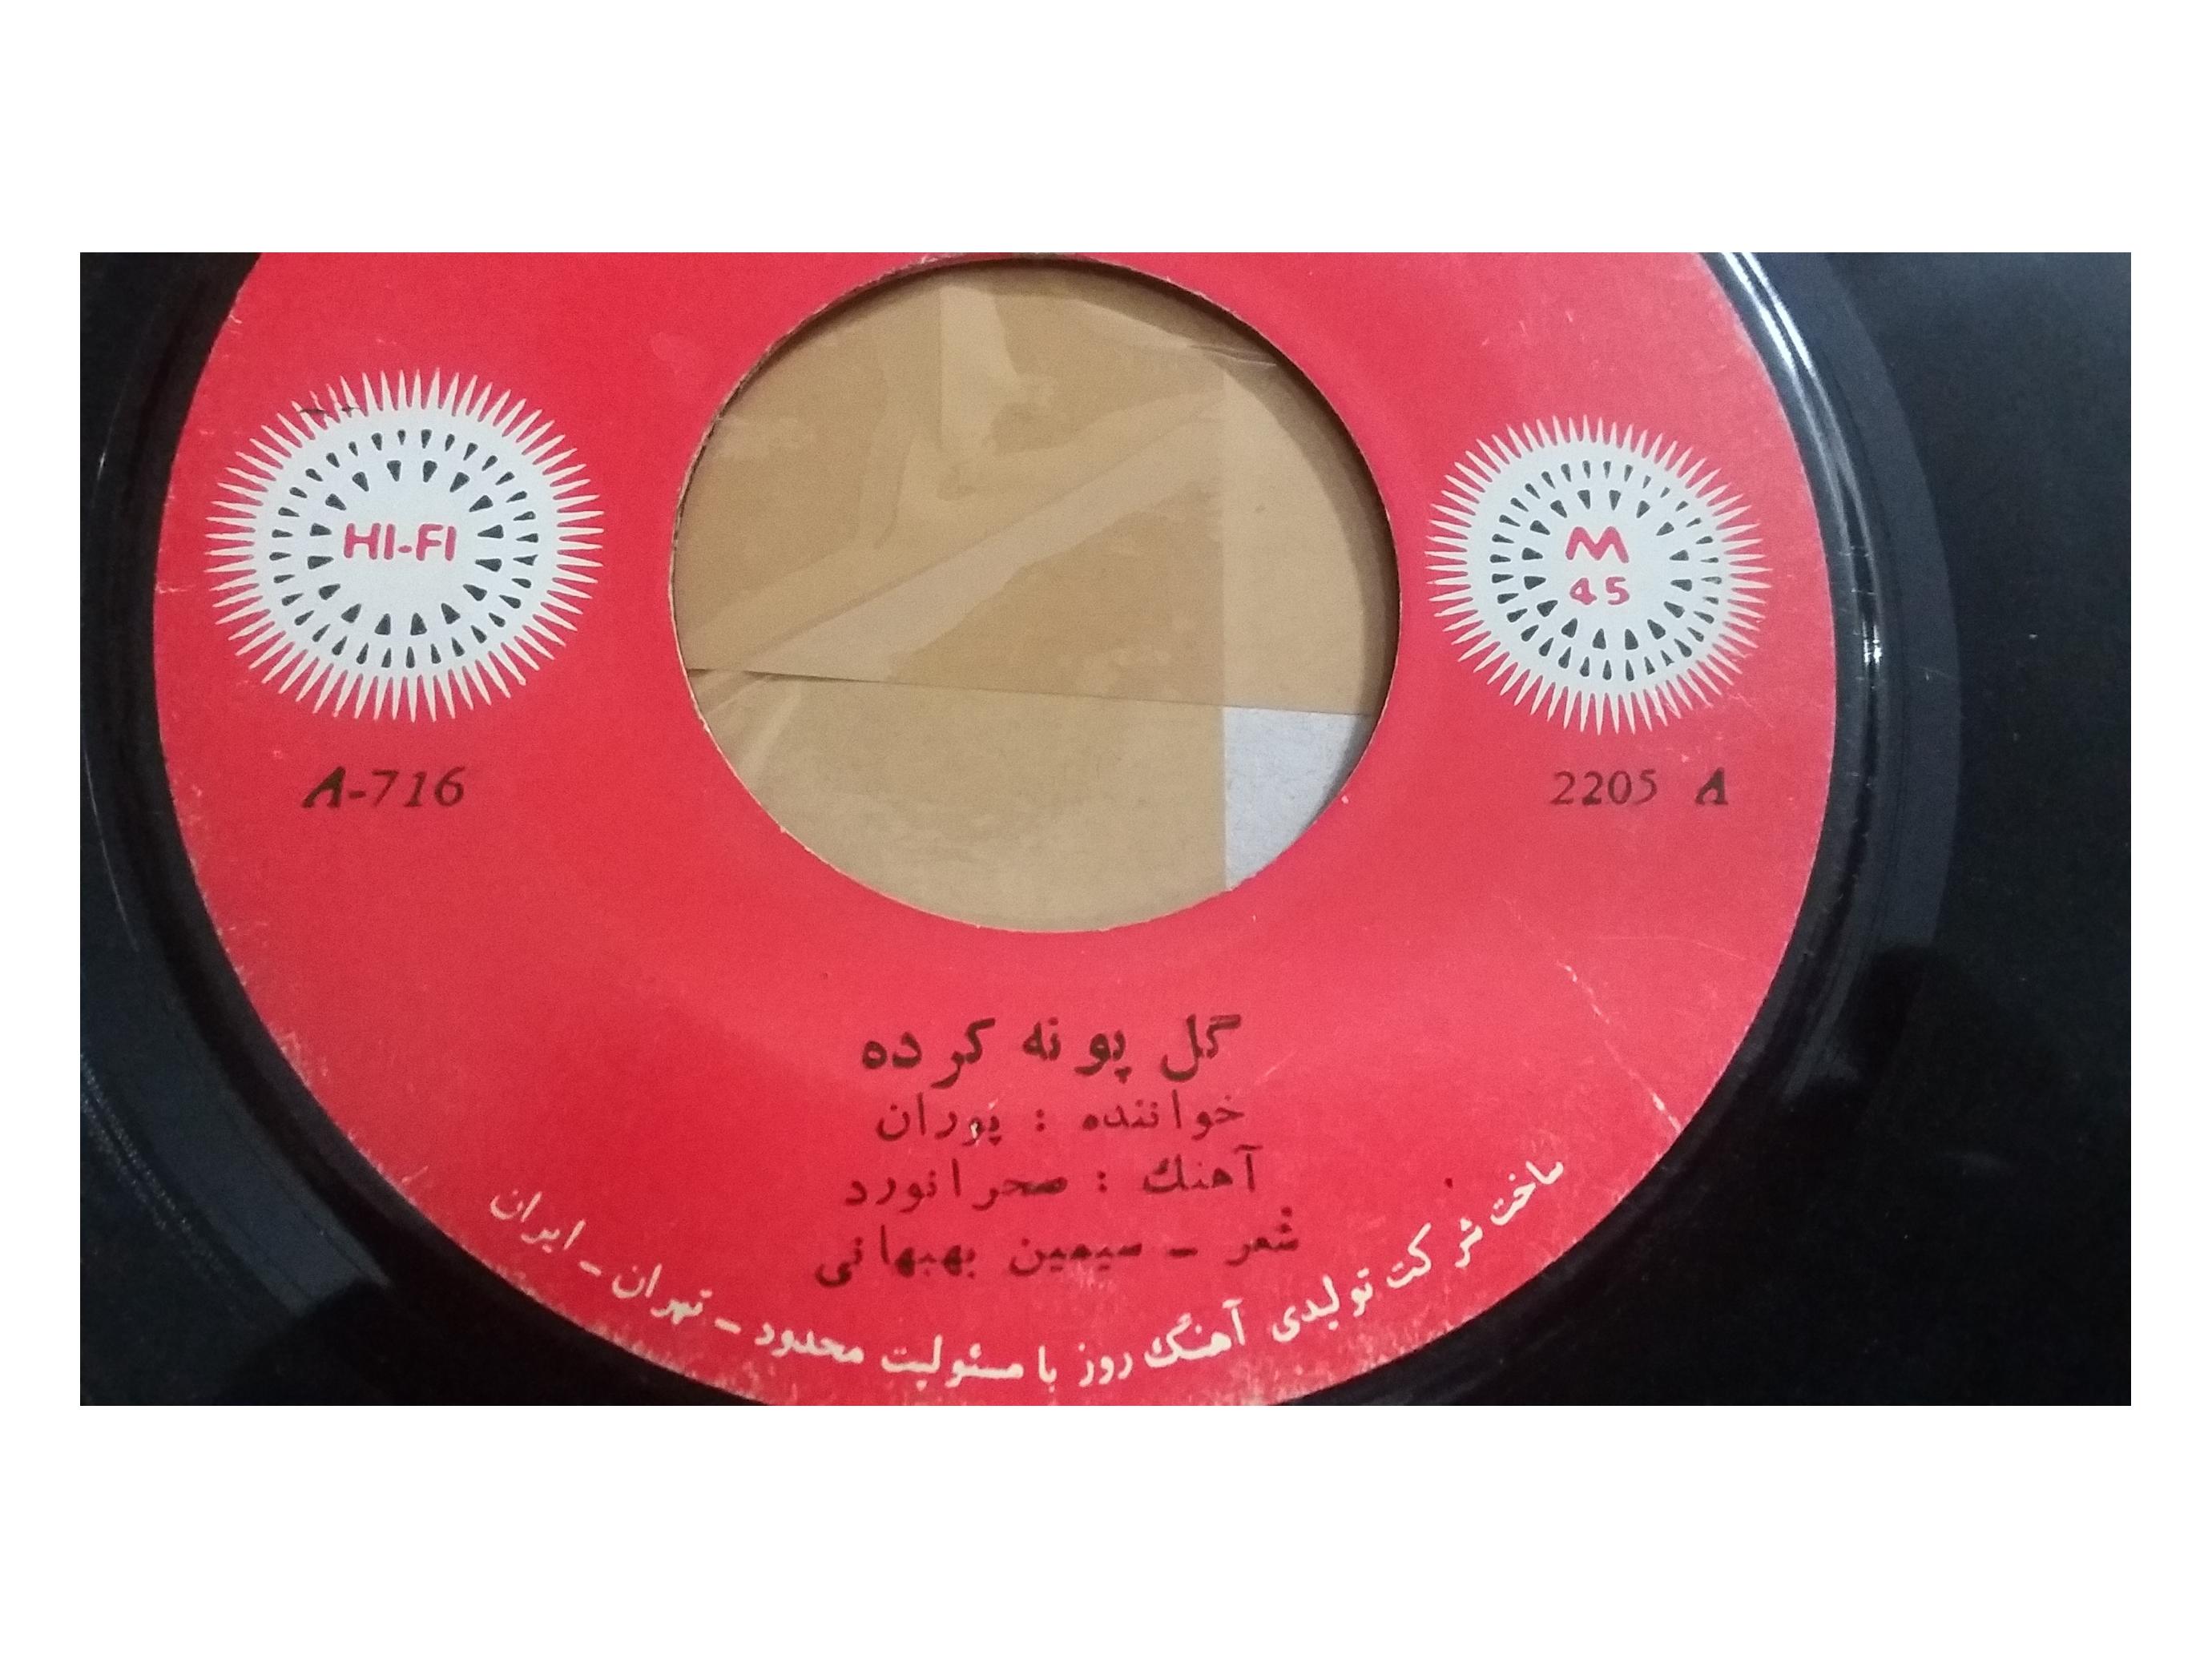 HI-FI
M
45
A-716
2205 A
گل پونه کرده
خواننده : پوران
آهنك : صحرانورد
شعر ـ سیمین بهبهانی
ساخت شرکت تولیدی آهنگ روز با مسئولیت محدود ـ تهران ـ ایران